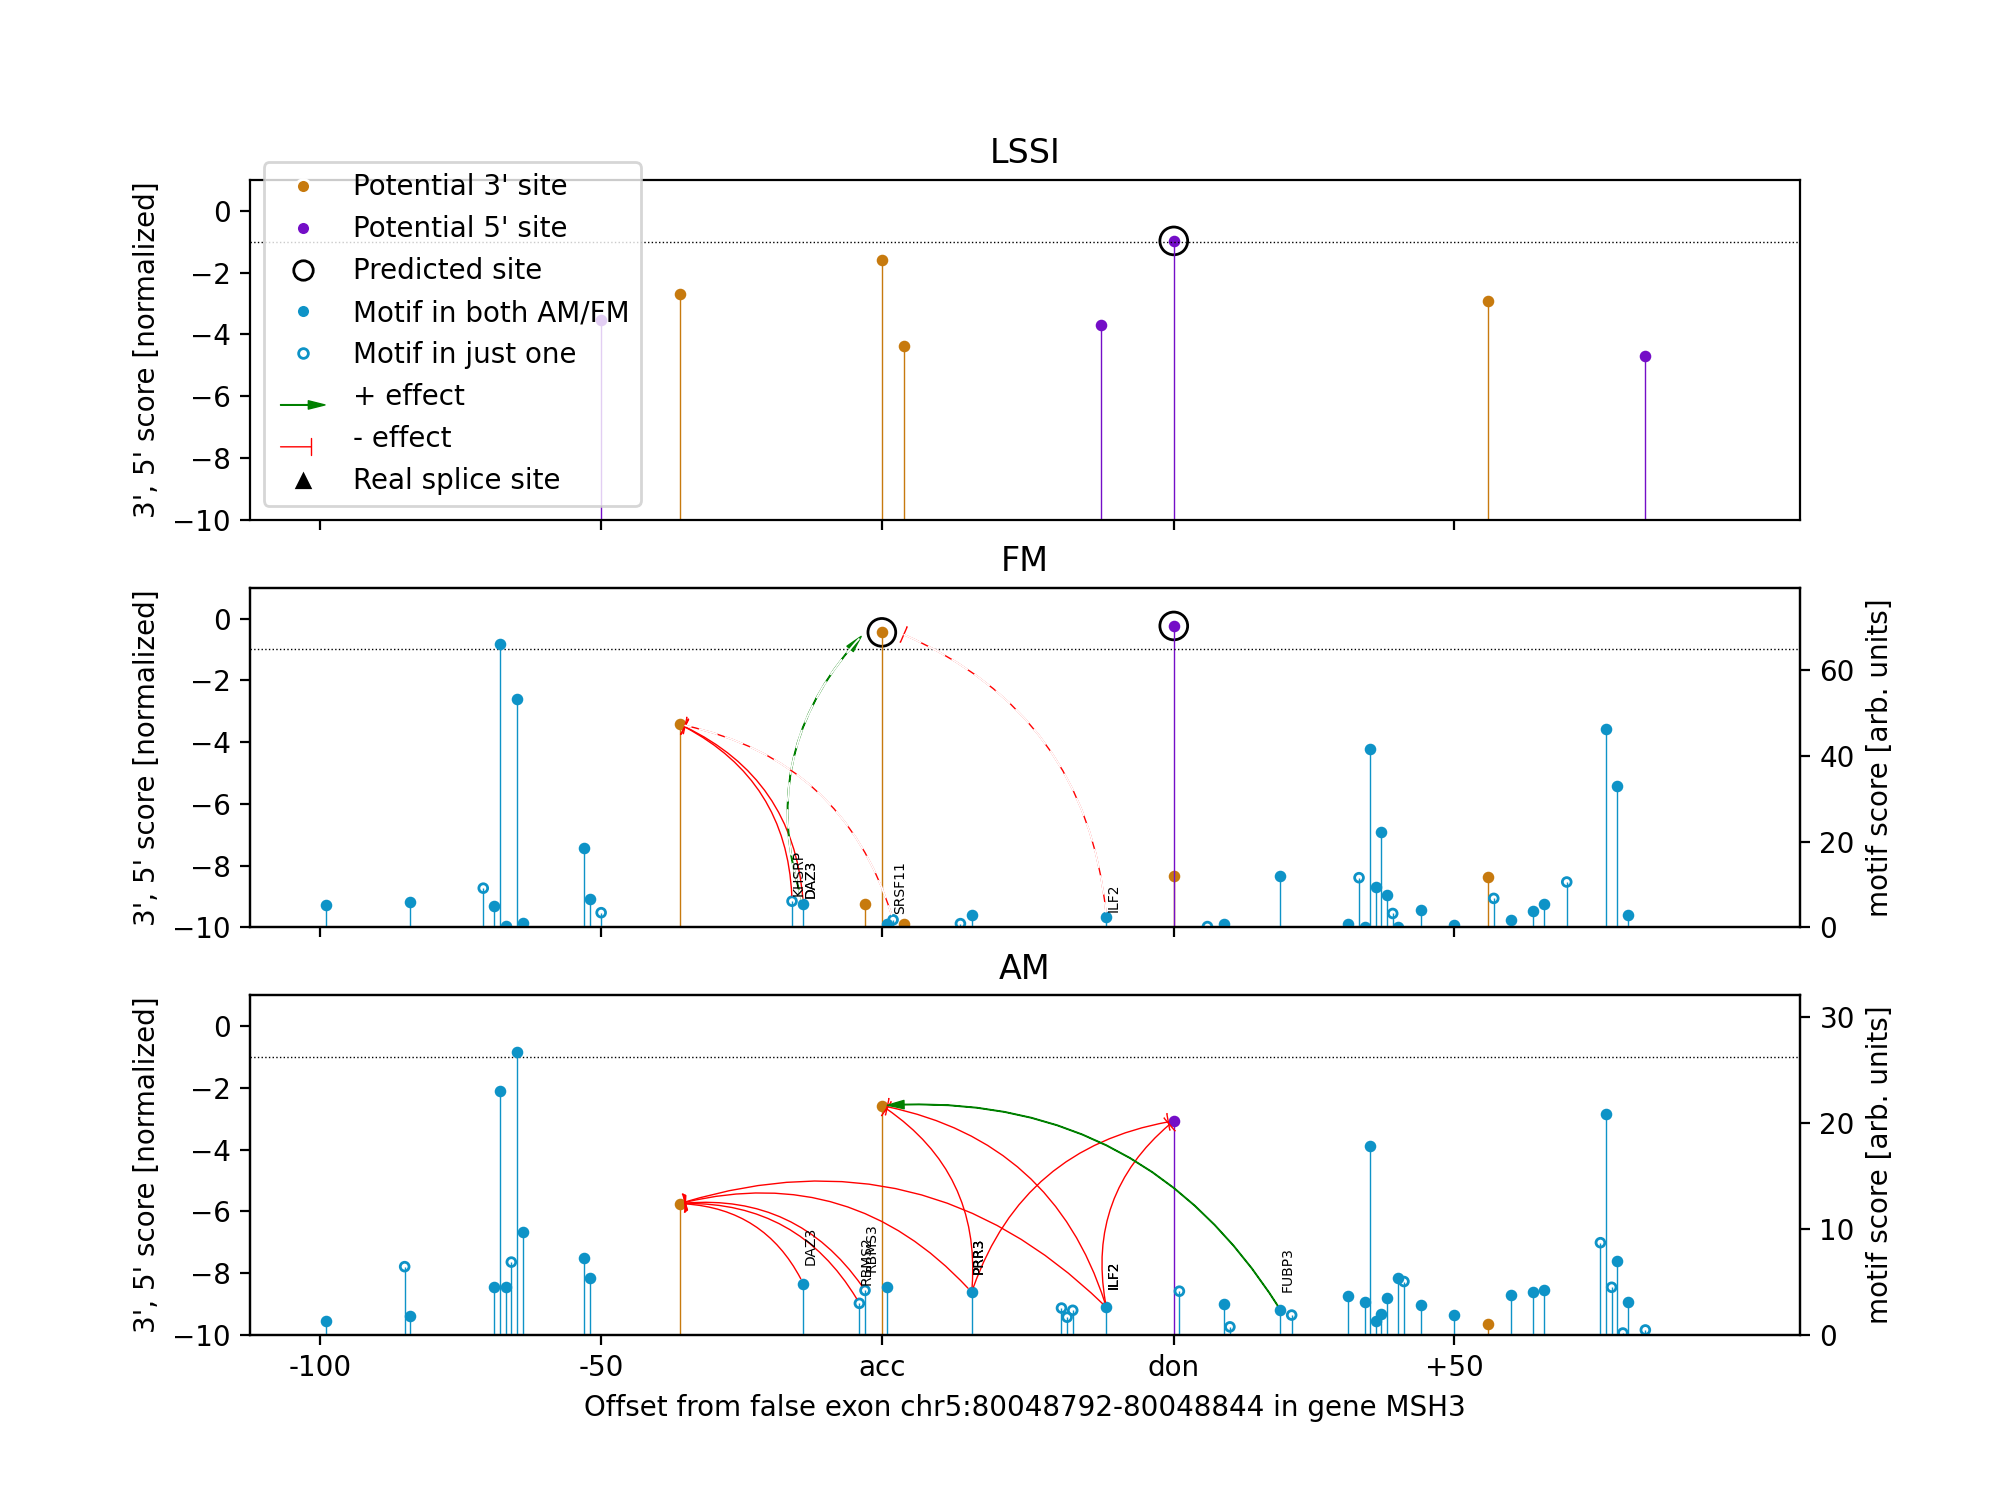 LSSI
3', 5' score [normalized]
0
−2
−4
−6
−8
−10
Potential 3' site
Potential 5' site
Predicted site
Motif in both AM/FM
Motif in just one
+ effect
- effect
Real splice site
FM
3', 5' score [normalized]
0
−2
−4
−6
−8
−10
KHSRP
DAZ3
SRSF11
ILF2
60
40
20
0
motif score [arb. units]
AM
3', 5' score [normalized]
0
−2
−4
−6
−8
−10
DAZ3
RBMS2
RBMS3
PRR3
ILF2
FUBP3
30
20
10
0
motif score [arb. units]
-100
-50
acc
don
+50
Offset from false exon chr5:80048792-80048844 in gene MSH3